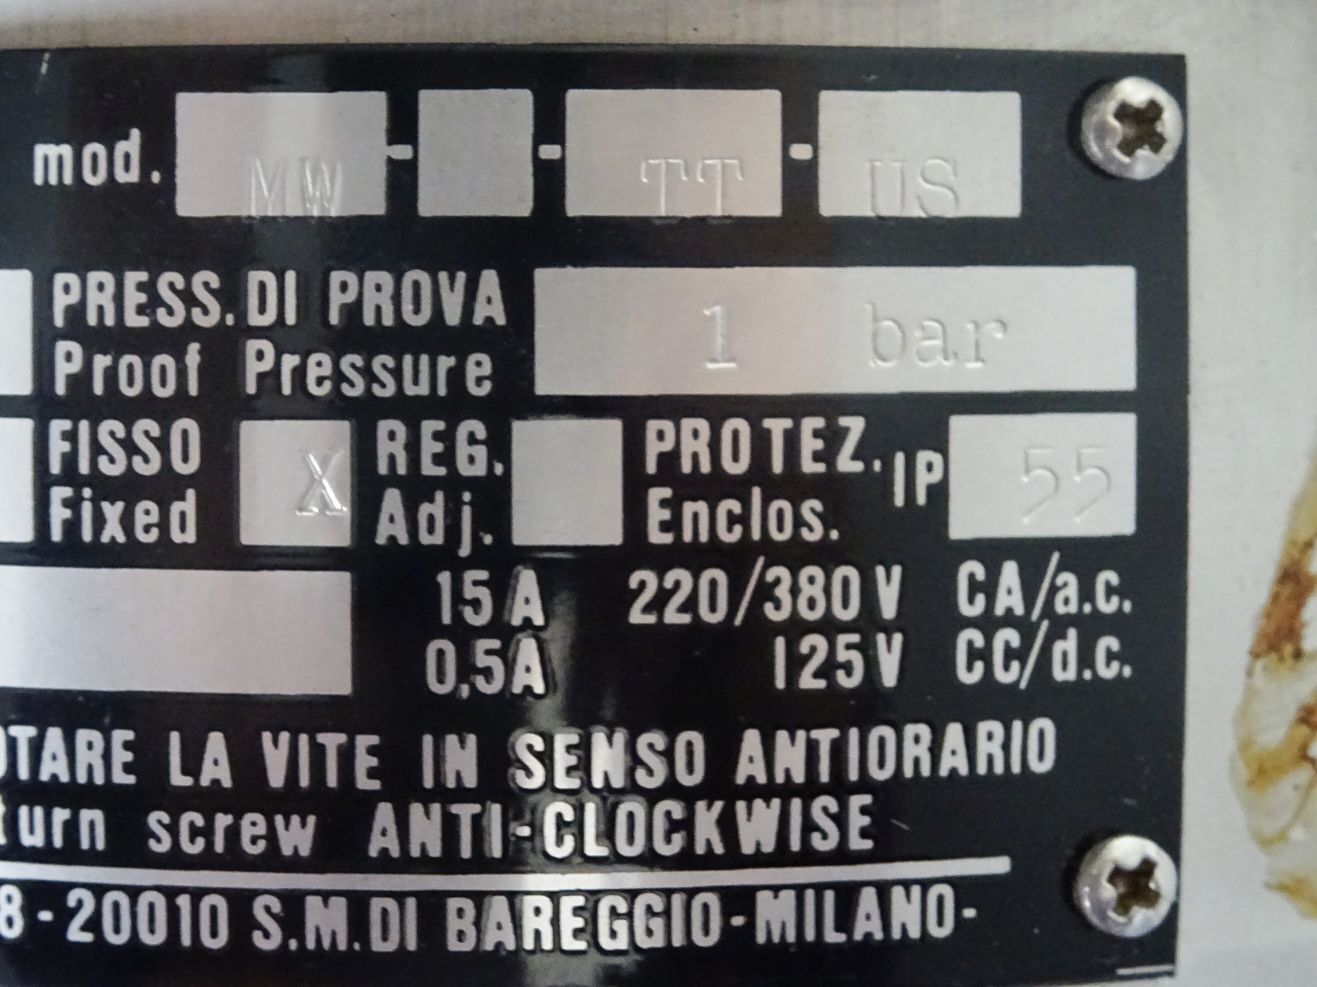 mod. MW - - TT - US
PRESS. DI PROVA
Proof Pressure
1 bar
FISSO
Fixed
X
REG.
Adj.
PROTEZ.
Enclos.
IP 55
15 A 220/380 V CA/a.c.
0,5A 125V CC/d.c.
OTARE LA VITE IN SENSO ANTIORARIO
turn screw ANTI-CLOCKWISE
8 - 20010 S.M.DI BAREGGIO - MILANO -